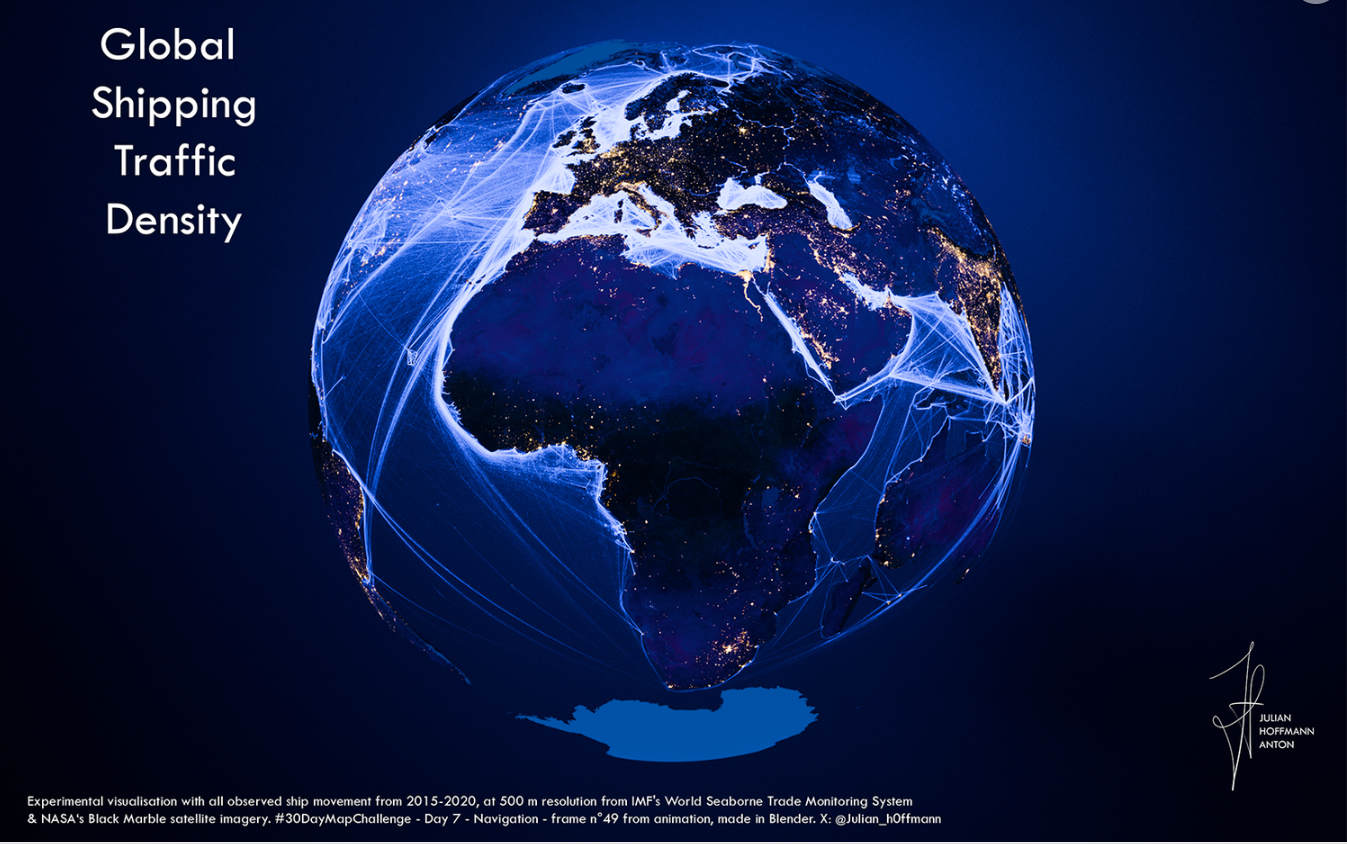 Global
Shipping
Traffic
Density
JULIAN
HOFFMANN
ANTON
Experimental visualisation with all observed ship movement from 2015-2020, at 500 m resolution from IMF's World Seaborne Trade Monitoring System
& NASA's Black Marble satellite imagery. #30DayMapChallenge - Day 7 - Navigation - frame n°49 from animation, made in Blender. X: @Julian_h0ffmann